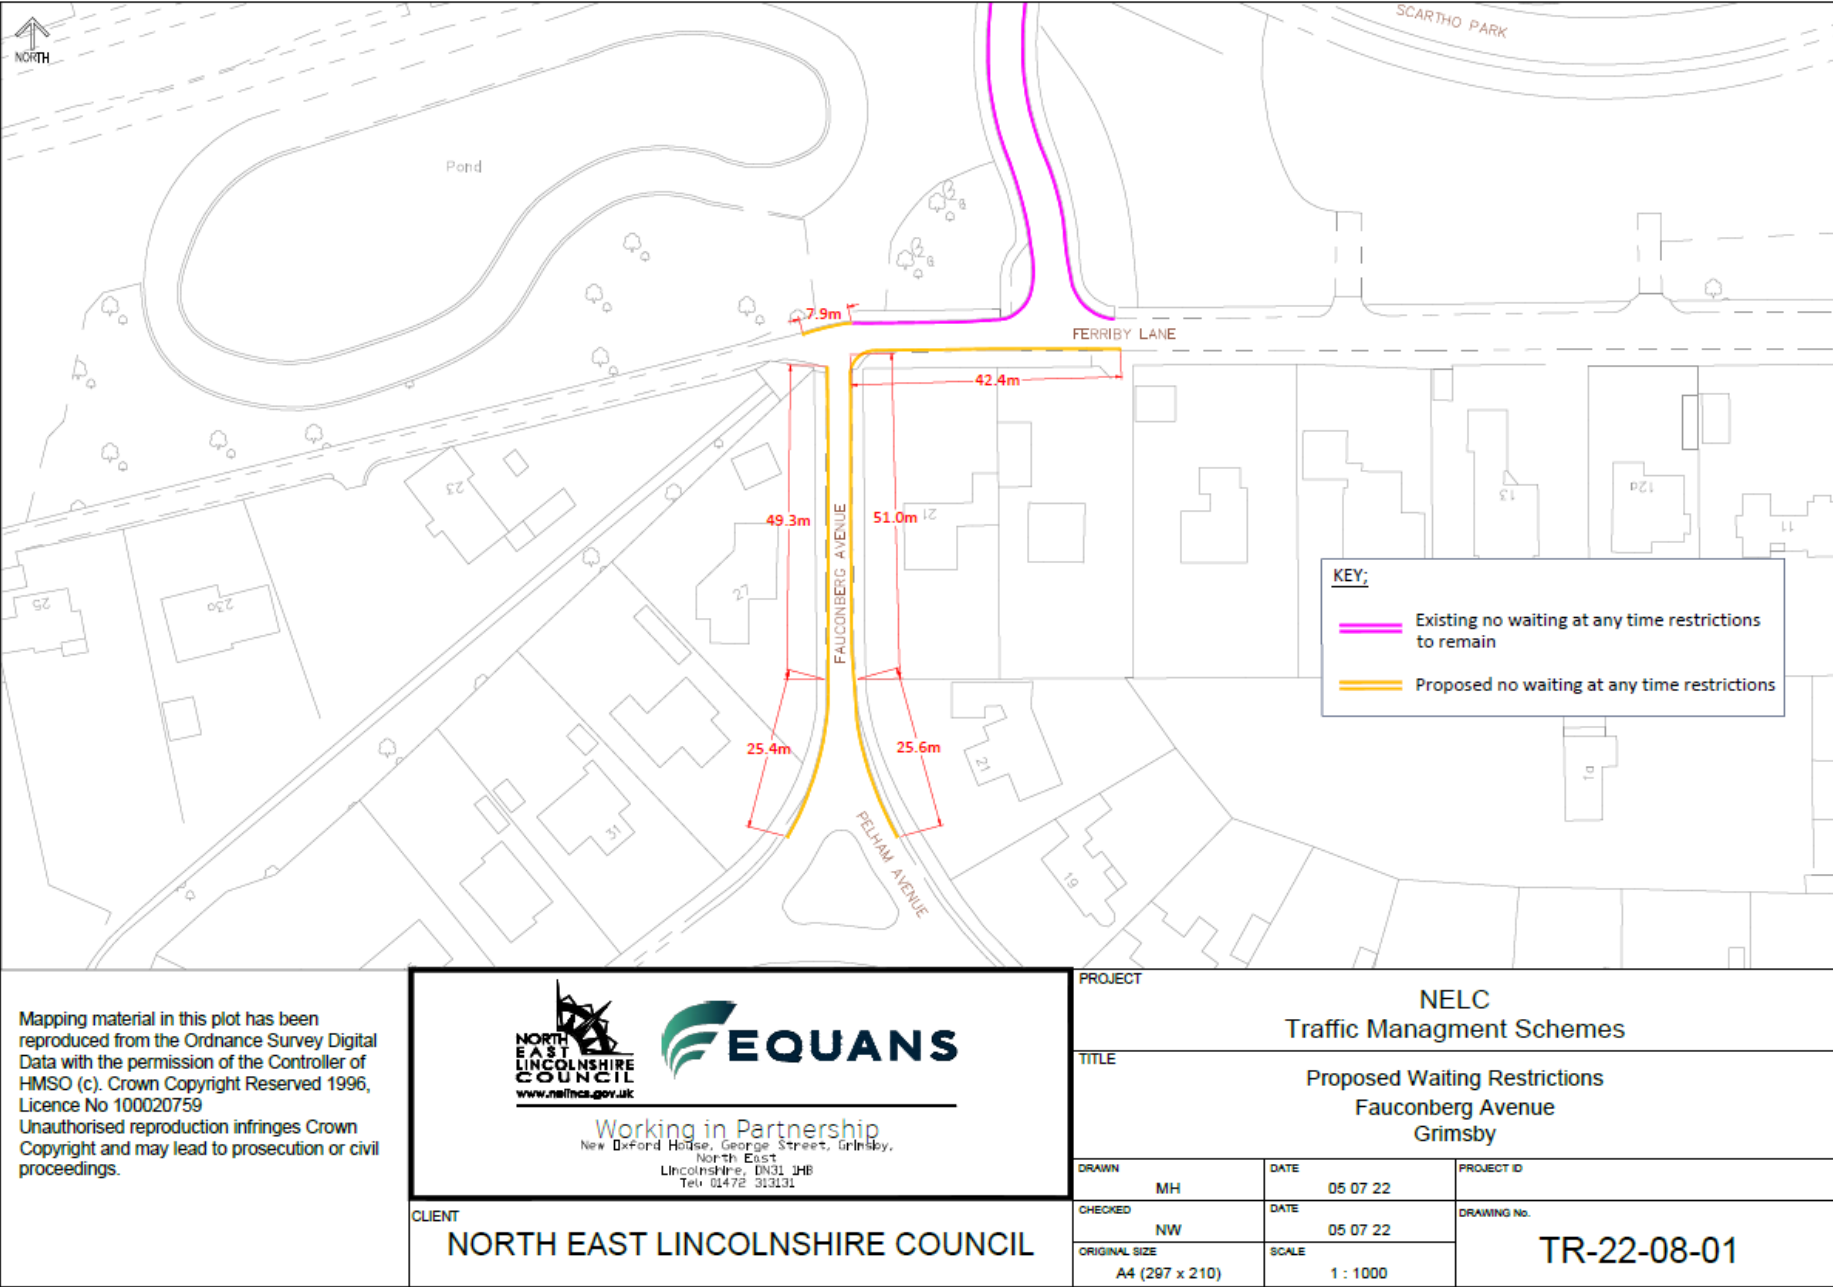 NORTH
SCARTHO PARK
Pond
7.9m
FERRIBY LANE
42.4m
23
49.3m
FAUCONBERG AVENUE
51.0m
21
13
12a
11
25
23a
27
KEY;
Existing no waiting at any time restrictions
to remain
Proposed no waiting at any time restrictions
25.4m
25.6m
21
1a
31
PELHAM AVENUE
19
Mapping material in this plot has been
reproduced from the Ordnance Survey Digital
Data with the permission of the Controller of
HMSO (c). Crown Copyright Reserved 1996,
Licence No 100020759
Unauthorised reproduction infringes Crown
Copyright and may lead to prosecution or civil
proceedings.
NORTH
EAST
LINCOLNSHIRE
COUNCIL
www.nelincs.gov.uk
EQUANS
Working in Partnership
New Oxford House, George Street, Grimsby,
North East
Lincolnshire, DN31 1HB
Tel: 01472 313131
CLIENT
NORTH EAST LINCOLNSHIRE COUNCIL
PROJECT
NELC
Traffic Managment Schemes
TITLE
Proposed Waiting Restrictions
Fauconberg Avenue
Grimsby
DRAWN
MH
DATE
05 07 22
PROJECT ID
CHECKED
NW
DATE
05 07 22
DRAWING No.
TR-22-08-01
ORIGINAL SIZE
A4 (297 x 210)
SCALE
1 : 1000